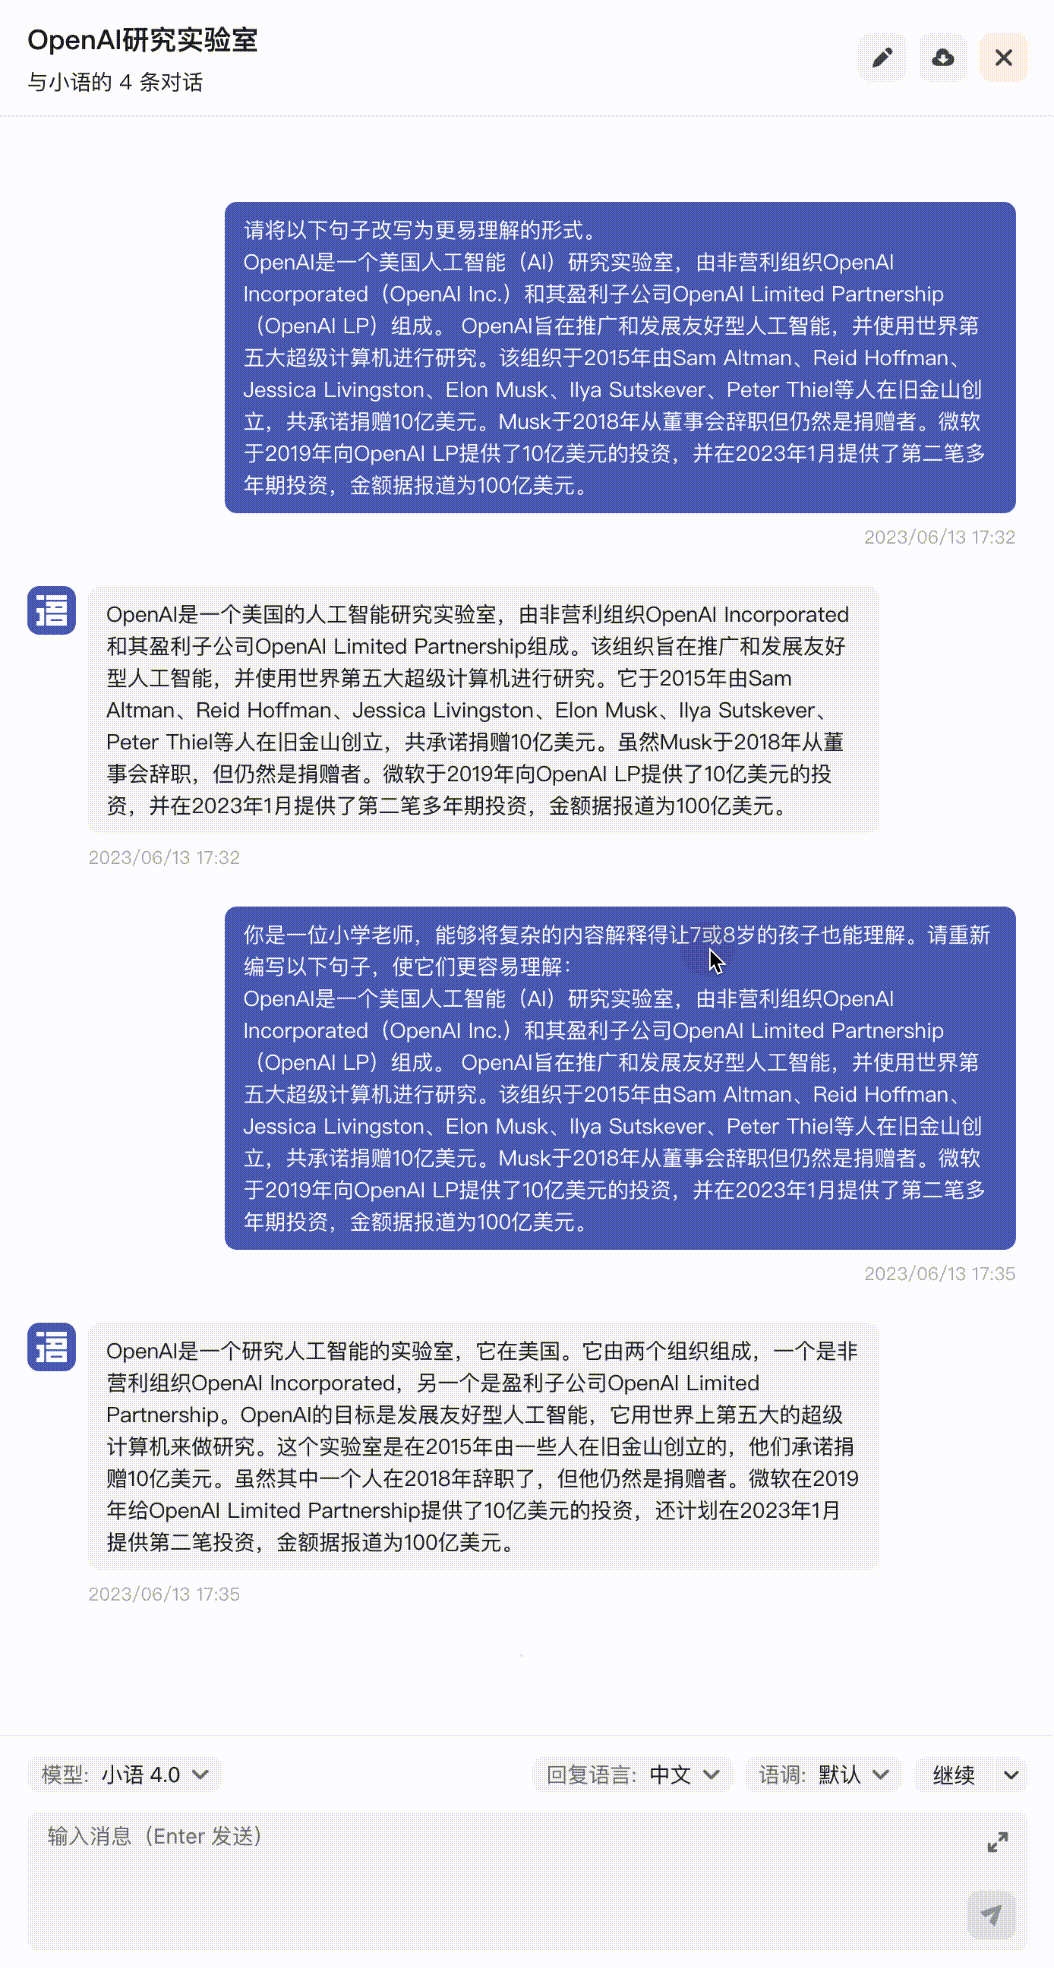 OpenAI研究实验室
与小语的 4 条对话
请将以下句子改写为更易理解的形式。
OpenAI是一个美国人工智能（AI）研究实验室，由非营利组织OpenAI
Incorporated（OpenAI Inc.）和其盈利子公司OpenAI Limited Partnership
（OpenAI LP）组成。 OpenAI旨在推广和发展友好型人工智能，并使用世界第
五大超级计算机进行研究。该组织于2015年由Sam Altman、Reid Hoffman、
Jessica Livingston、Elon Musk、Ilya Sutskever、Peter Thiel等人在旧金山创
立，共承诺捐赠10亿美元。Musk于2018年从董事会辞职但仍然是捐赠者。微软
于2019年向OpenAI LP提供了10亿美元的投资，并在2023年1月提供了第二笔多
年期投资，金额据报道为100亿美元。
2023/06/13 17:32
语
OpenAI是一个美国的人工智能研究实验室，由非营利组织OpenAI Incorporated
和其盈利子公司OpenAI Limited Partnership组成。该组织旨在推广和发展友好
型人工智能，并使用世界第五大超级计算机进行研究。它于2015年由Sam
Altman、Reid Hoffman、Jessica Livingston、Elon Musk、Ilya Sutskever、
Peter Thiel等人在旧金山创立，共承诺捐赠10亿美元。虽然Musk于2018年从董
事会辞职，但仍然是捐赠者。微软于2019年向OpenAI LP提供了10亿美元的投
资，并在2023年1月提供了第二笔多年期投资，金额据报道为100亿美元。
2023/06/13 17:32
你是一位小学老师，能够将复杂的内容解释得让7或8岁的孩子也能理解。请重新
编写以下句子，使它们更容易理解：
OpenAI是一个美国人工智能（AI）研究实验室，由非营利组织OpenAI
Incorporated（OpenAI Inc.）和其盈利子公司OpenAI Limited Partnership
（OpenAI LP）组成。 OpenAI旨在推广和发展友好型人工智能，并使用世界第
五大超级计算机进行研究。该组织于2015年由Sam Altman、Reid Hoffman、
Jessica Livingston、Elon Musk、Ilya Sutskever、Peter Thiel等人在旧金山创
立，共承诺捐赠10亿美元。Musk于2018年从董事会辞职但仍然是捐赠者。微软
于2019年向OpenAI LP提供了10亿美元的投资，并在2023年1月提供了第二笔多
年期投资，金额据报道为100亿美元。
2023/06/13 17:35
语
OpenAI是一个研究人工智能的实验室，它在美国。它由两个组织组成，一个是非
营利组织OpenAI Incorporated，另一个是盈利子公司OpenAI Limited
Partnership。OpenAI的目标是发展友好型人工智能，它用世界上第五大的超级
计算机来做研究。这个实验室是在2015年由一些人在旧金山创立的，他们承诺捐
赠10亿美元。虽然其中一个人在2018年辞职了，但他仍然是捐赠者。微软在2019
年给OpenAI Limited Partnership提供了10亿美元的投资，还计划在2023年1月
提供第二笔投资，金额据报道为100亿美元。
2023/06/13 17:35
模型: 小语 4.0 回复语言: 中文 语调: 默认 继续
输入消息（Enter 发送）